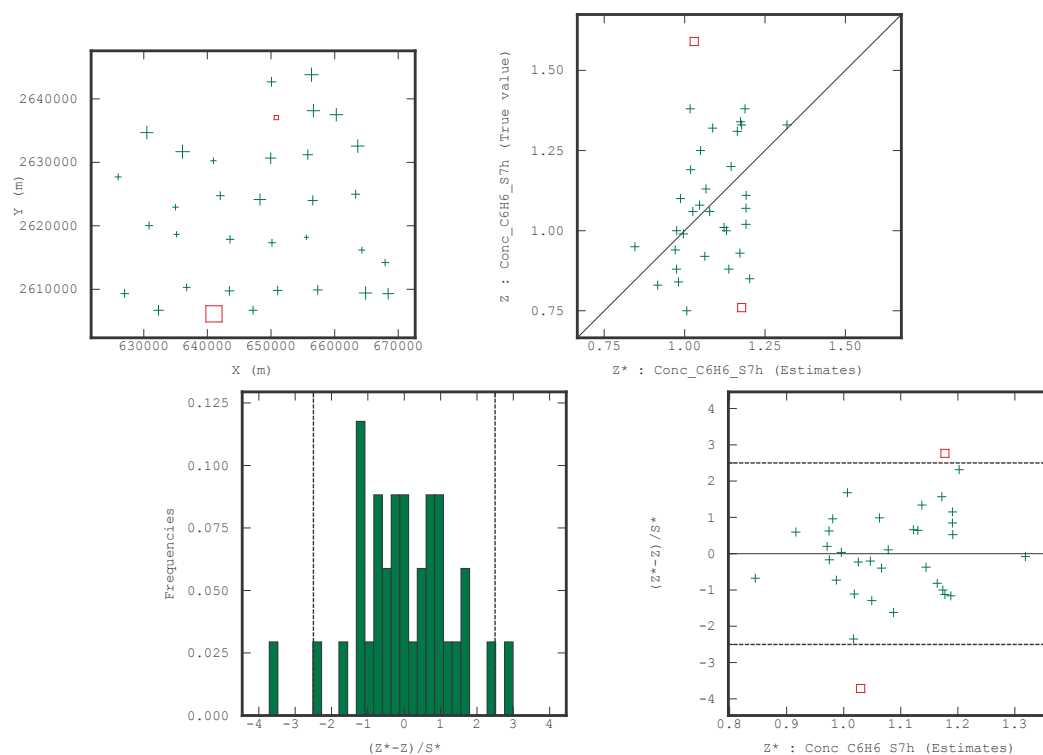 2640000
2630000
2620000
2610000
Y (m)
630000 640000 650000 660000 670000
X (m)
1.50
1.25
1.00
0.75
Z : Conc_C6H6_S7h (True value)
0.75 1.00 1.25 1.50
Z* : Conc_C6H6_S7h (Estimates)
0.125
0.100
0.075
0.050
0.025
0.000
Frequencies
-4 -3 -2 -1 0 1 2 3 4
(Z*-Z)/S*
4
3
2
1
0
-1
-2
-3
-4
(Z*-Z)/S*
0.8 0.9 1.0 1.1 1.2 1.3
Z* : Conc_C6H6_S7h (Estimates)